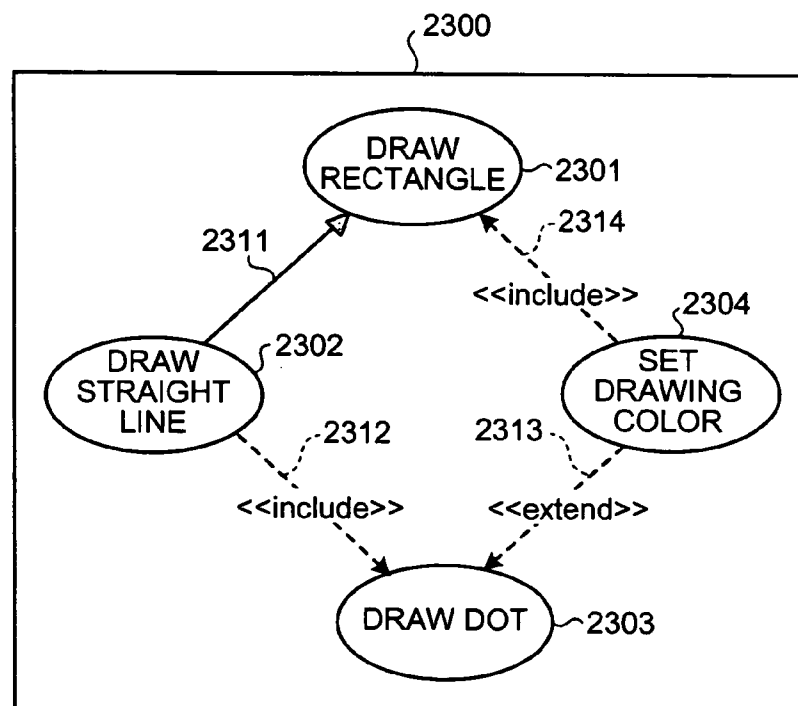 2300
DRAW
RECTANGLE
2301
2311
2314
<<include>>
2304
DRAW
STRAIGHT
LINE
2302
SET
DRAWING
COLOR
2312
2313
<<include>>
<<extend>>
DRAW DOT
2303